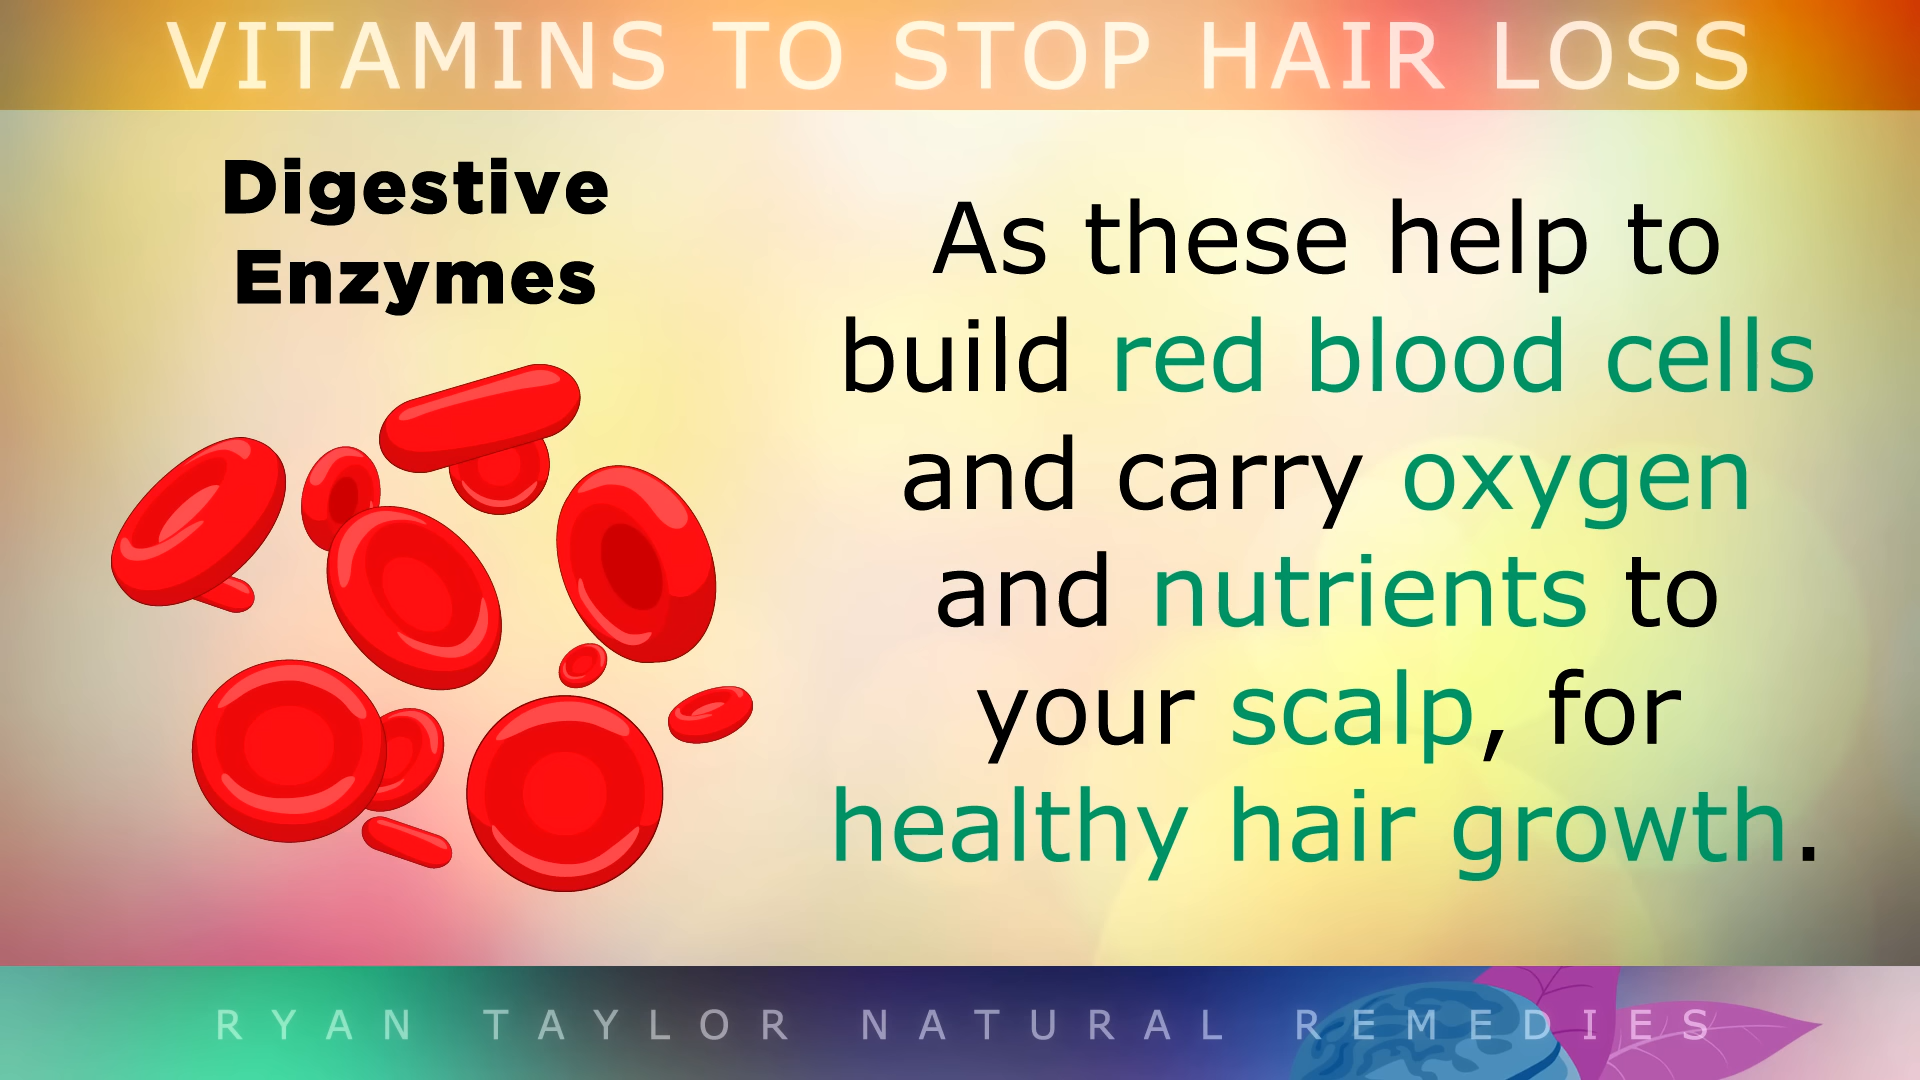 VITAMINS TO STOP HAIR LOSS
Digestive
Enzymes
As these help to
build red blood cells
and carry oxygen
and nutrients to
your scalp, for
healthy hair growth.
RYAN TAYLOR NATURAL REMEDIES